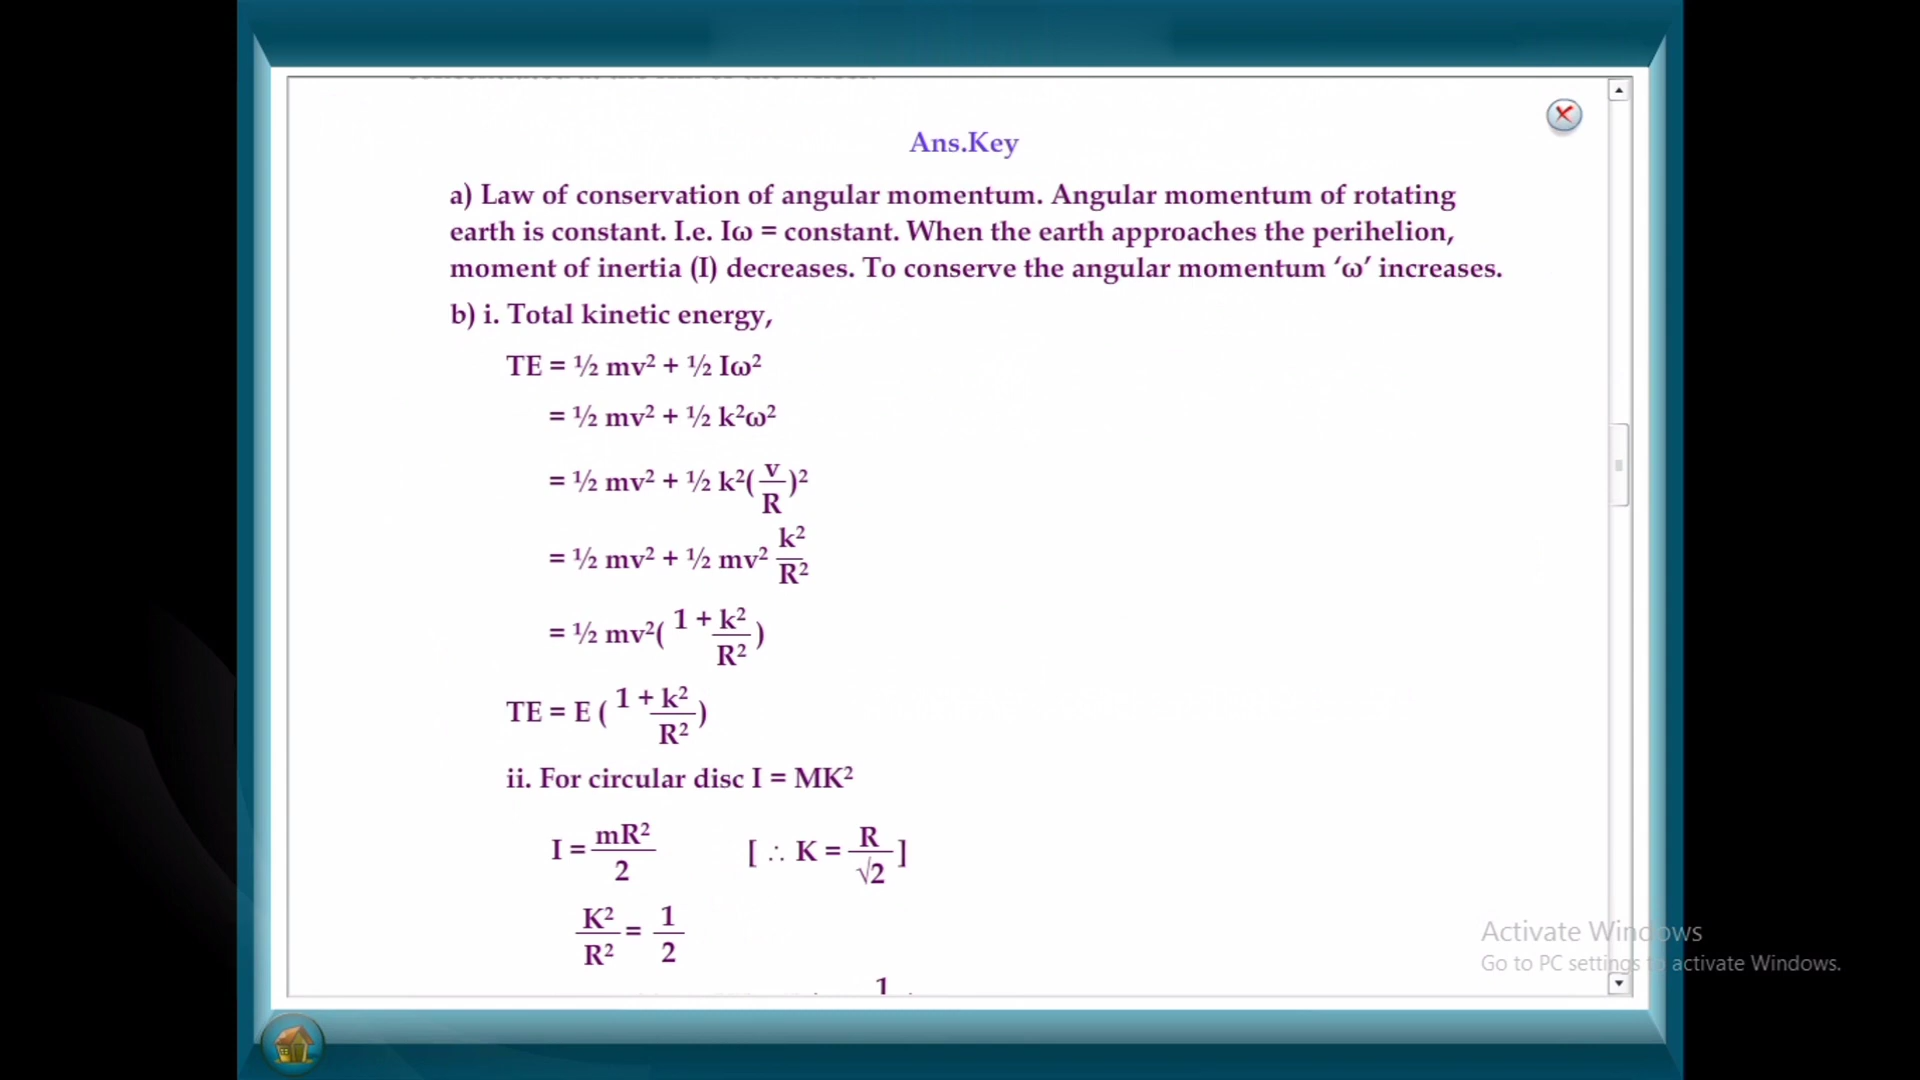 Ans.Key
a) Law of conservation of angular momentum. Angular momentum of rotating
earth is constant. I.e. Iω = constant. When the earth approaches the perihelion,
moment of inertia (I) decreases. To conserve the angular momentum ‘ω’ increases.
b) i. Total kinetic energy,
TE = ½ mv² + ½ Iω²
= ½ mv² + ½ k²ω²
= ½ mv² + ½ k²(v/R)²
= ½ mv² + ½ mv² k²/R²
= ½ mv²(1 + k²/R²)
TE = E (1 + k²/R²)
ii. For circular disc I = MK²
I = mR²/2 [ ∴ K = R/√2 ]
K²/R² = 1/2
1
Activate Windows
Go to PC settings to activate Windows.